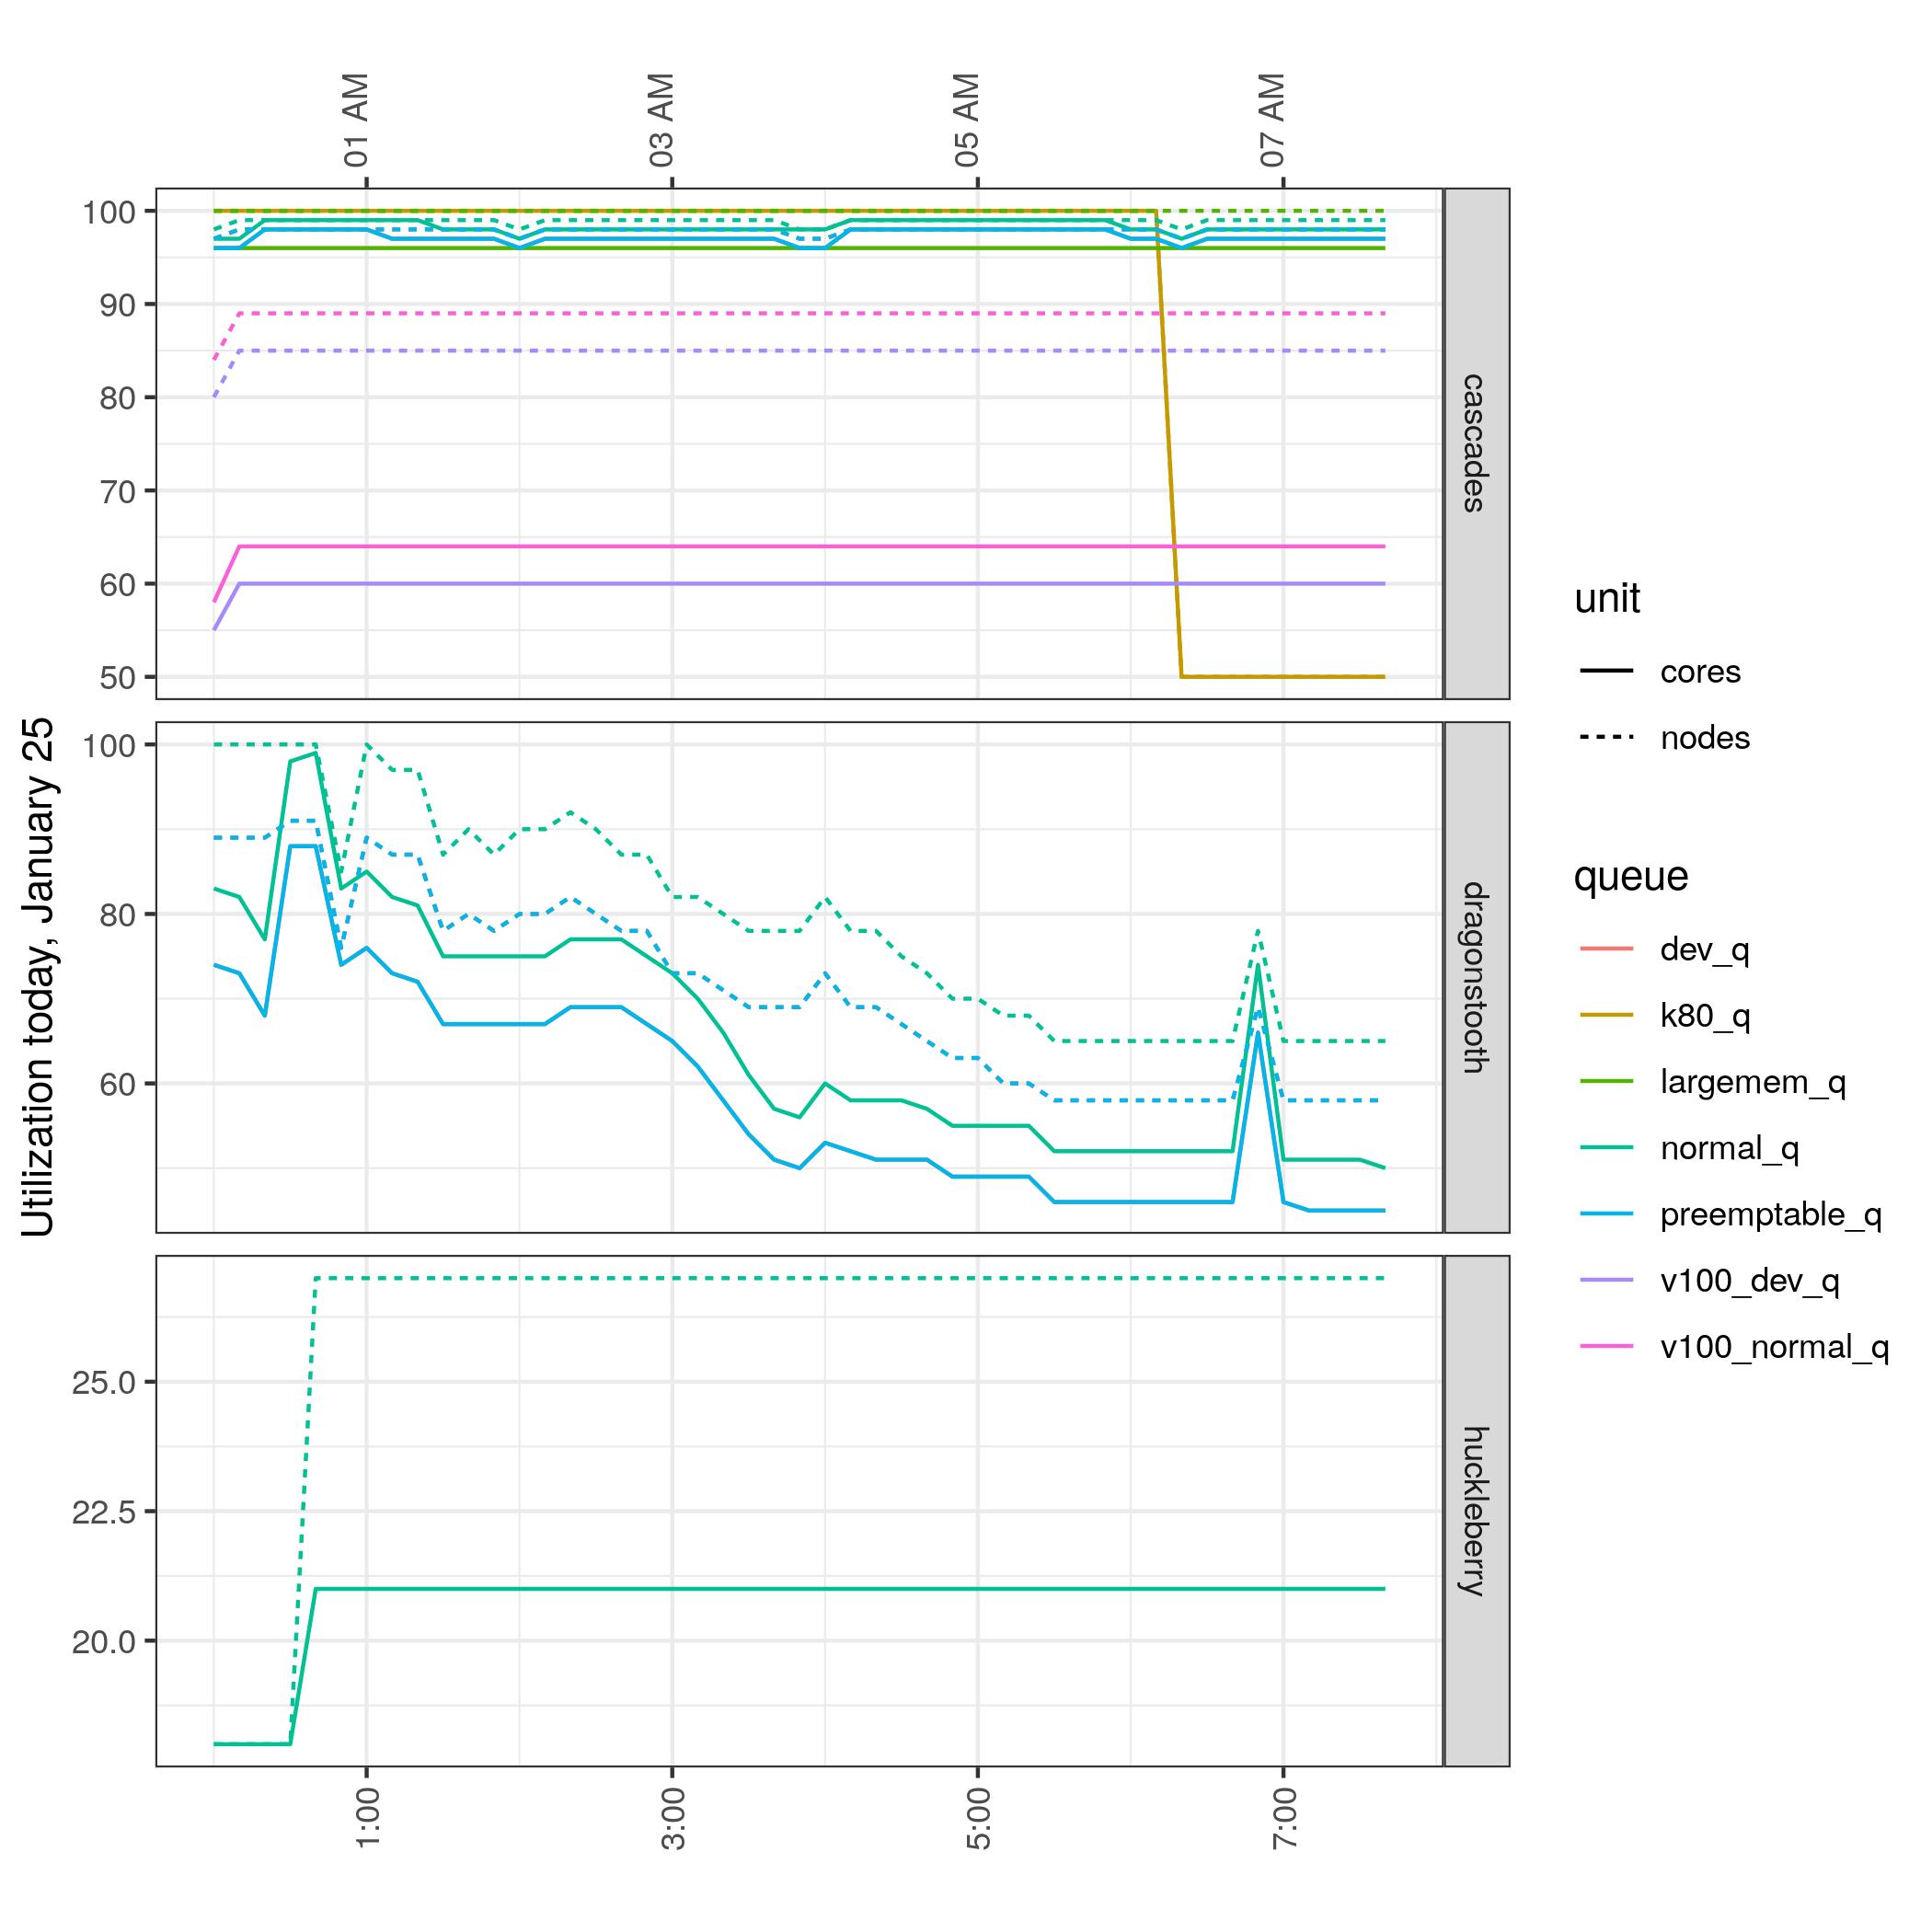 01 AM
03 AM
05 AM
07 AM
Utilization today, January 25
100
90
80
70
60
50
cascades
100
80
60
dragonstooth
25.0
22.5
20.0
huckleberry
1:00
3:00
5:00
7:00
unit
cores
nodes
queue
dev_q
k80_q
largemem_q
normal_q
preemptable_q
v100_dev_q
v100_normal_q